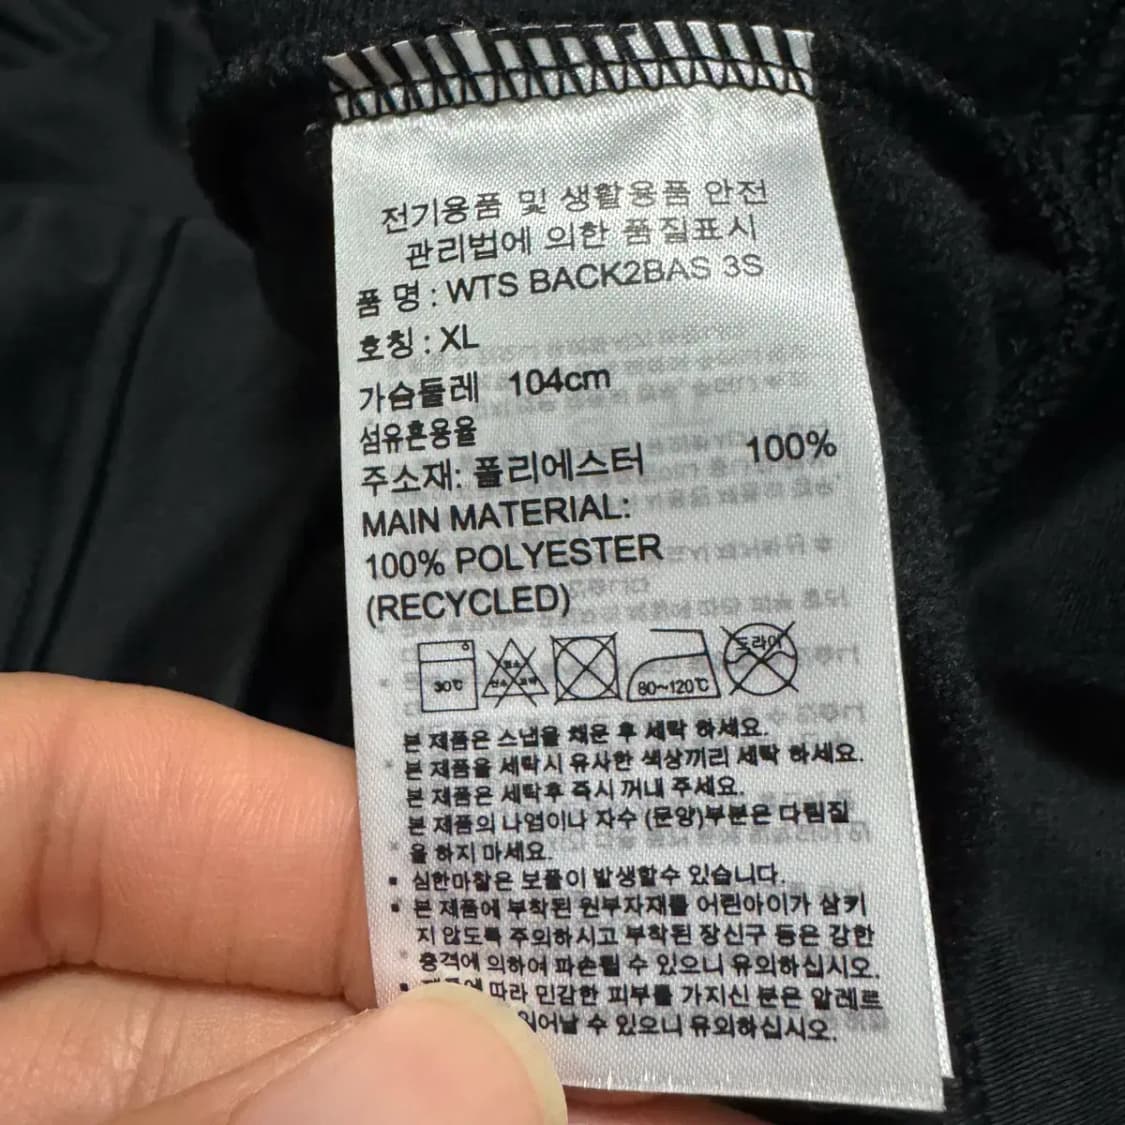 전기용품 및 생활용품 안전
관리법에 의한 품질표시
품 명 : WTS BACK2BAS 3S
호칭 : XL
가슴둘레 104cm
섬유혼용율
주소재: 폴리에스터 100%
MAIN MATERIAL:
100% POLYESTER
(RECYCLED)
30℃ 염소 산소 표백 80~120℃ 드라이
본 제품은 스냅을 채운 후 세탁 하세요.
본 제품을 세탁시 유사한 색상끼리 세탁 하세요.
본 제품은 세탁후 즉시 꺼내 주세요.
본 제품의 나염이나 자수 (문양)부분은 다림질
을 하지 마세요.
▪ 심한마찰은 보풀이 발생할수 있습니다.
▪ 본 제품에 부착된 원부자재를 어린아이가 삼키
지 않도록 주의하시고 부착된 장신구 등은 강한
충격에 의하여 파손될 수 있으니 유의하십시오.
따라 민감한 피부를 가지신 분은 알레르
일어날 수 있으니 유의하십시오.